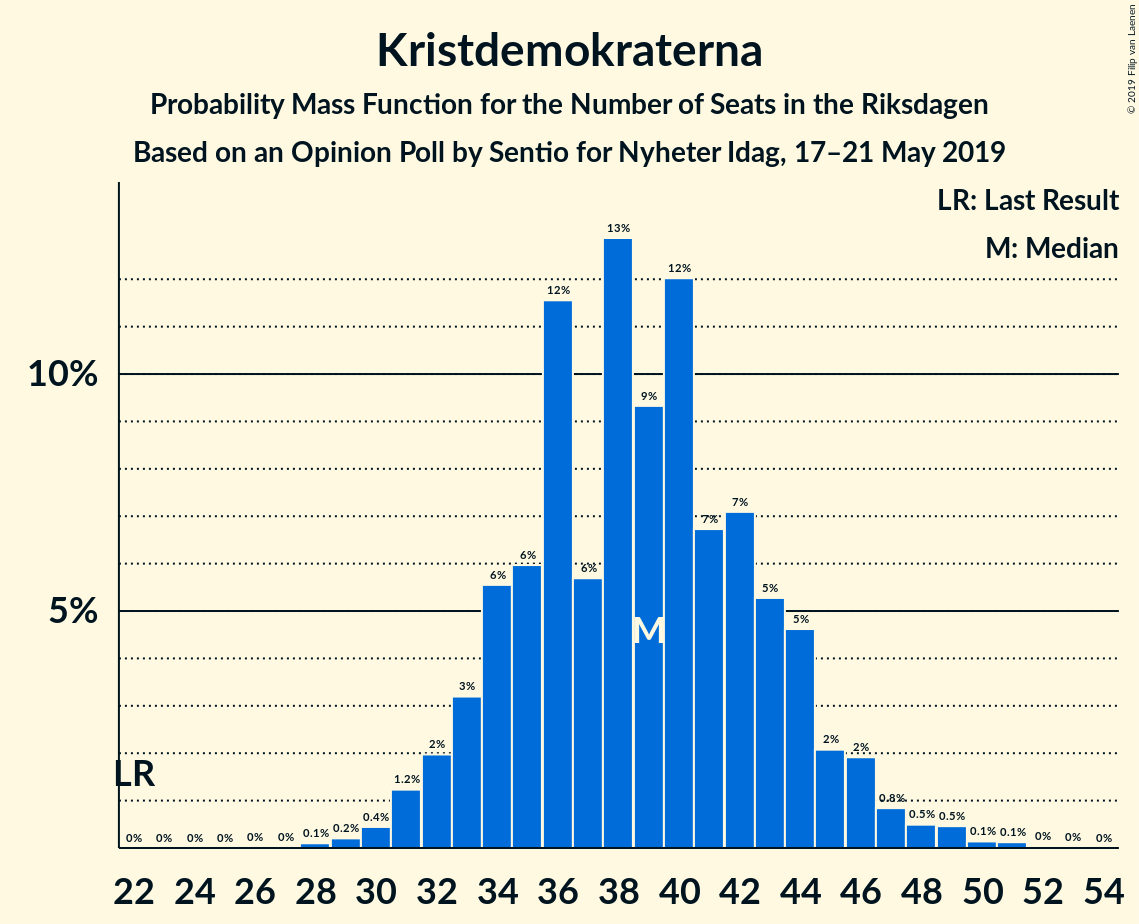 Kristdemokraterna
Probability Mass Function for the Number of Seats in the Riksdagen
Based on an Opinion Poll by Sentio for Nyheter Idag, 17–21 May 2019
© 2019 Filip van Laenen
LR: Last Result
M: Median
10%
5%
LR
M
0% 0% 0% 0% 0% 0% 0.1% 0.2% 0.4% 1.2% 2% 3% 6% 6% 12% 6% 13% 9% 12% 7% 7% 5% 5% 2% 2% 0.8% 0.5% 0.5% 0.1% 0.1% 0% 0% 0%
22 24 26 28 30 32 34 36 38 40 42 44 46 48 50 52 54